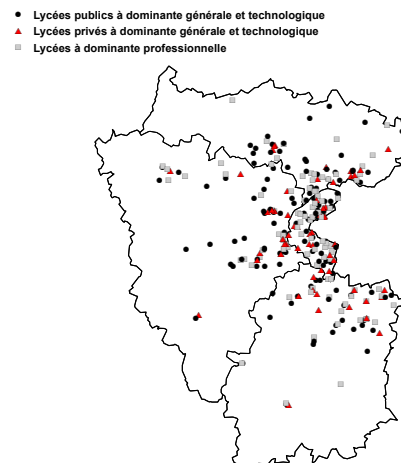 Lycées publics à dominante générale et technologique
Lycées privés à dominante générale et technologique
Lycées à dominante professionnelle